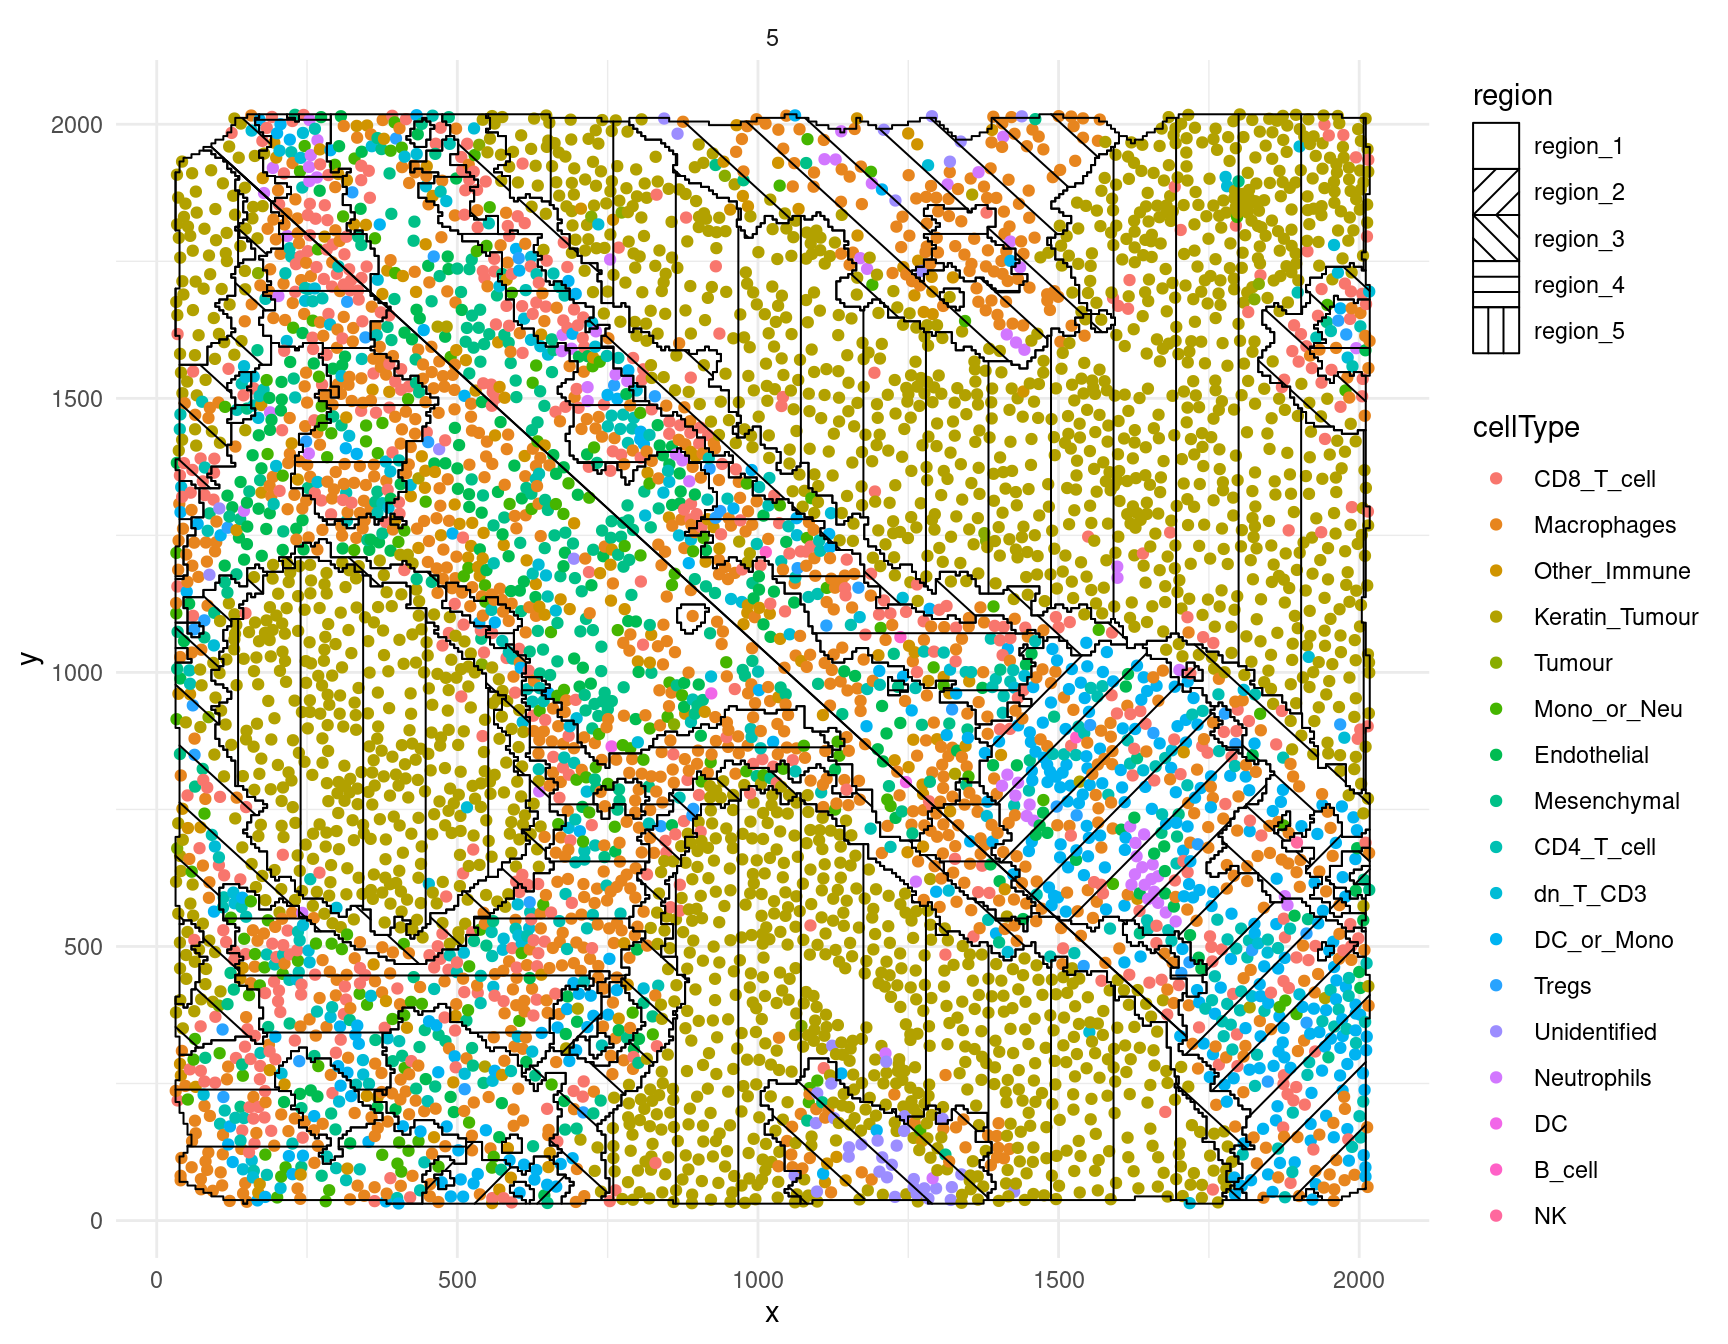 5
2000
1500
1000
500
0
y
0 500 1000 1500 2000
x
region
region_1
region_2
region_3
region_4
region_5
cellType
CD8_T_cell
Macrophages
Other_Immune
Keratin_Tumour
Tumour
Mono_or_Neu
Endothelial
Mesenchymal
CD4_T_cell
dn_T_CD3
DC_or_Mono
Tregs
Unidentified
Neutrophils
DC
B_cell
NK